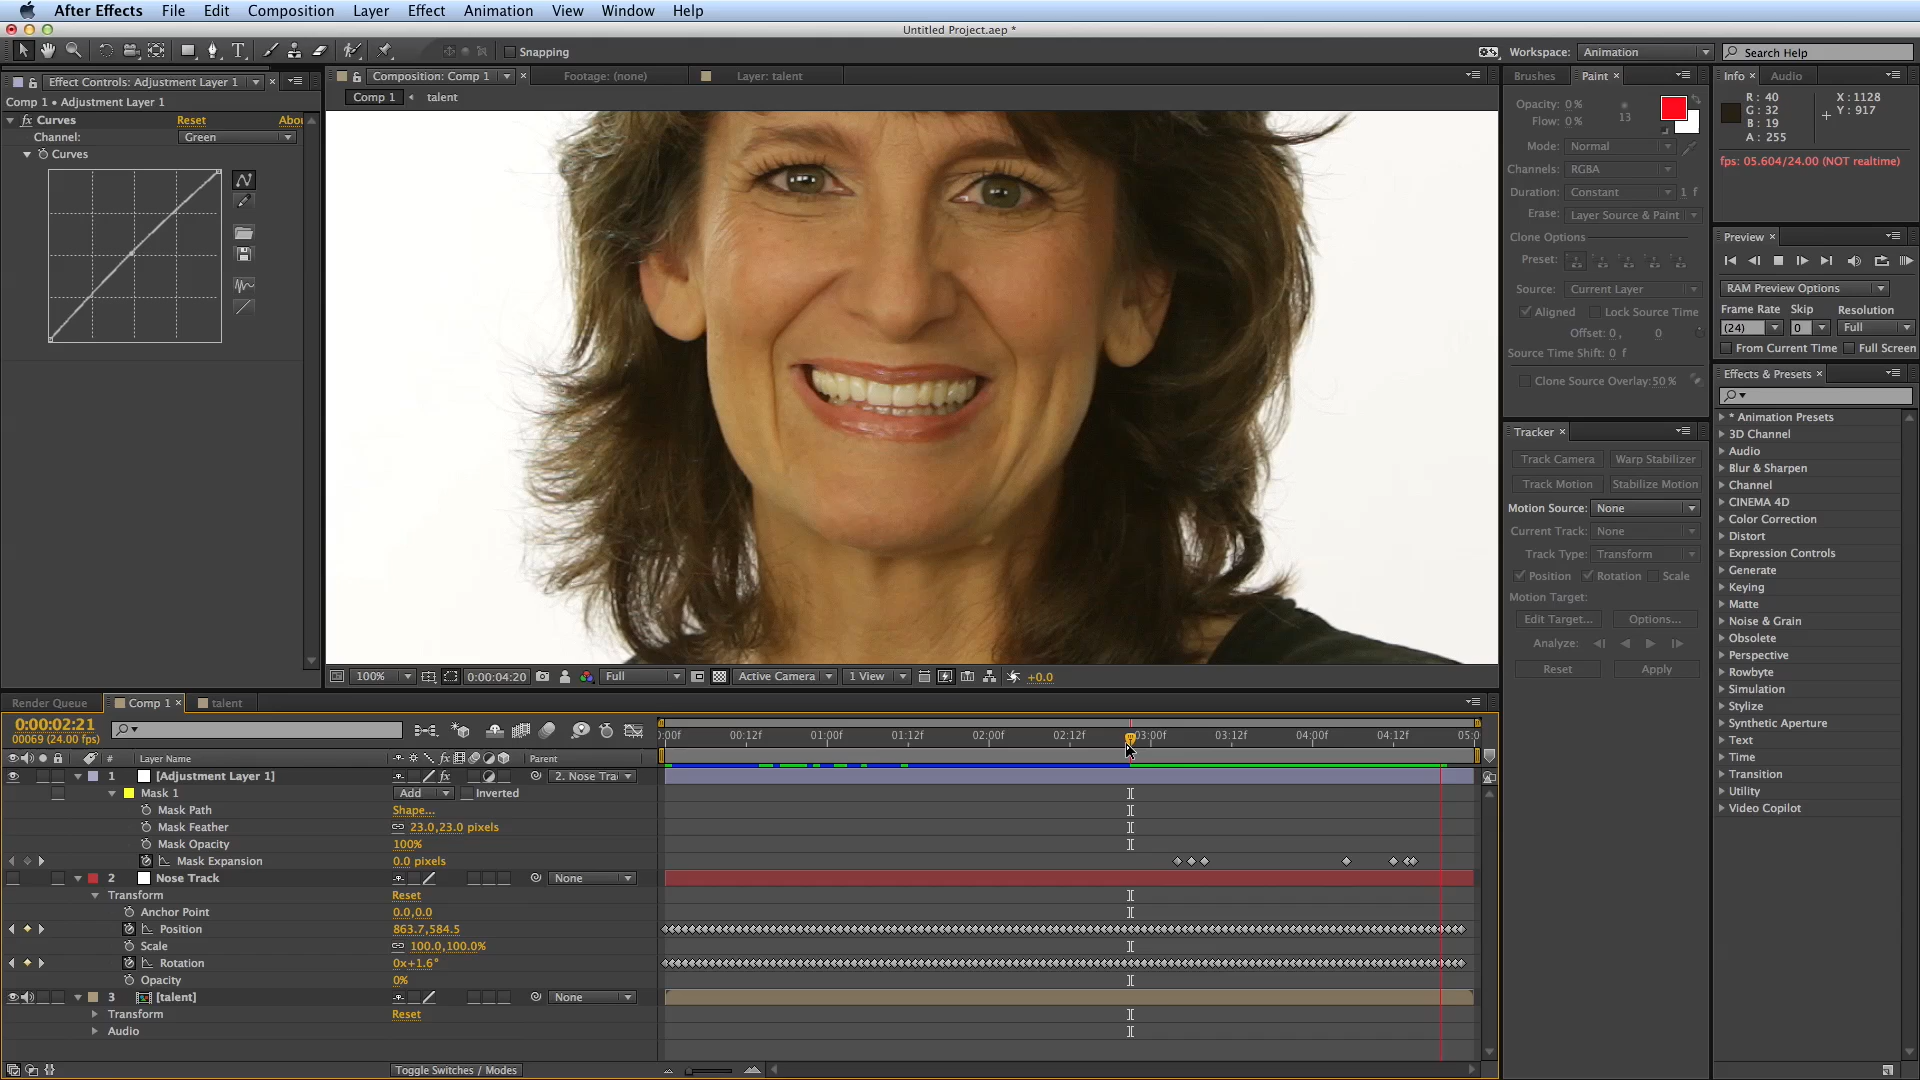 After Effects File Edit Composition Layer Effect Animation View Window Help
Untitled Project.aep *
Snapping
Workspace: Animation
Search Help
Effect Controls: Adjustment Layer 1 ×
Comp 1 • Adjustment Layer 1
fx Curves Reset Abou
Channel: Green
Curves
Composition: Comp 1 ×
Footage: (none)
Layer: talent
Comp 1 talent
100% 0:00:04:20 Full Active Camera 1 View +0.0
Brushes Paint ×
Opacity: 0 %
Flow: 0 %
13
Mode: Normal
Channels: RGBA
Duration: Constant 1 f
Erase: Layer Source & Paint
Clone Options
Preset:
Source: Current Layer
Aligned Lock Source Time
Offset: 0 , 0
Source Time Shift: 0 f
Clone Source Overlay: 50 %
Tracker ×
Track Camera Warp Stabilizer
Track Motion Stabilize Motion
Motion Source: None
Current Track: None
Track Type: Transform
Position Rotation Scale
Motion Target:
Edit Target... Options...
Analyze:
Reset Apply
Info × Audio
R : 40 X : 1128
G : 32 Y : 917
B : 19
A : 255
fps: 05.604/24.00 (NOT realtime)
Preview ×
RAM Preview Options
Frame Rate Skip Resolution
(24) 0 Full
From Current Time Full Screen
Effects & Presets ×
* Animation Presets
3D Channel
Audio
Blur & Sharpen
Channel
CINEMA 4D
Color Correction
Distort
Expression Controls
Generate
Keying
Matte
Noise & Grain
Obsolete
Perspective
Rowbyte
Simulation
Stylize
Synthetic Aperture
Text
Time
Transition
Utility
Video Copilot
Render Queue Comp 1 × talent
0:00:02:21
00069 (24.00 fps)
:00f 00:12f 01:00f 01:12f 02:00f 02:12f 03:00f 03:12f 04:00f 04:12f 05:0
# Layer Name Parent
1 [Adjustment Layer 1] fx 2. Nose Tra
Mask 1 Add Inverted
Mask Path Shape...
Mask Feather 23.0,23.0 pixels
Mask Opacity 100%
Mask Expansion 0.0 pixels
2 Nose Track None
Transform Reset
Anchor Point 0.0,0.0
Position 863.7,584.5
Scale 100.0,100.0%
Rotation 0x+1.6°
Opacity 0%
3 [talent] None
Transform Reset
Audio
Toggle Switches / Modes